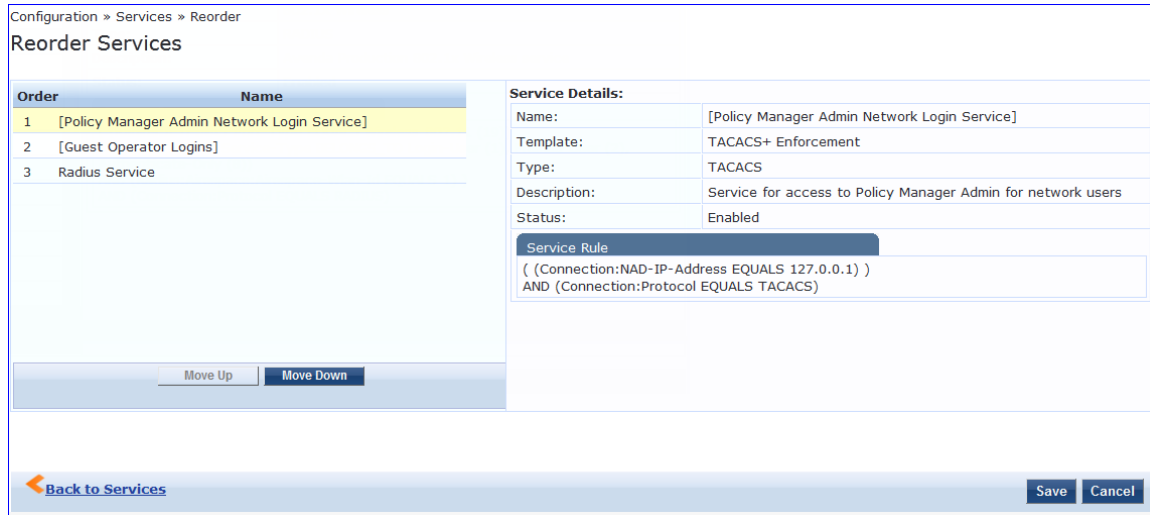 Configuration » Services » Reorder
Reorder Services
Order Name
1 [Policy Manager Admin Network Login Service]
2 [Guest Operator Logins]
3 Radius Service
Move Up Move Down
Service Details:
Name: [Policy Manager Admin Network Login Service]
Template: TACACS+ Enforcement
Type: TACACS
Description: Service for access to Policy Manager Admin for network users
Status: Enabled
Service Rule
( (Connection:NAD-IP-Address EQUALS 127.0.0.1) )
AND (Connection:Protocol EQUALS TACACS)
Back to Services
Save Cancel